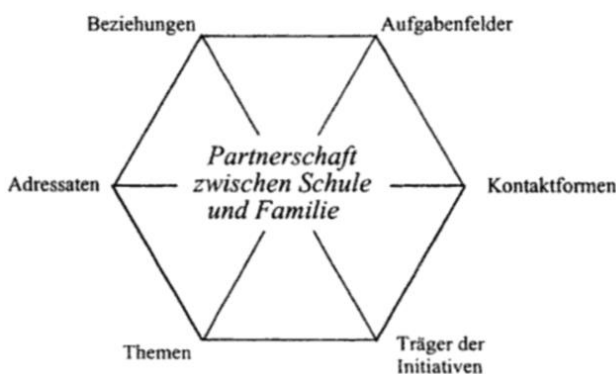 Beziehungen
Aufgabenfelder
Partnerschaft
zwischen Schule
und Familie
Adressaten
Kontaktformen
Themen
Träger der
Initiativen